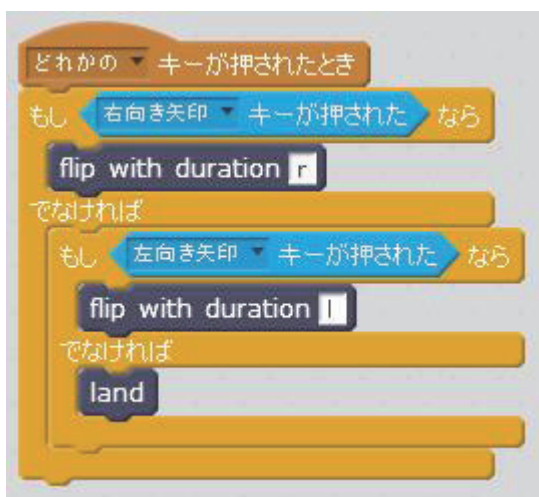 どれかの キーが押されたとき
もし 右向き矢印 キーが押された なら
flip with duration r
でなければ
もし 左向き矢印 キーが押された なら
flip with duration l
でなければ
land